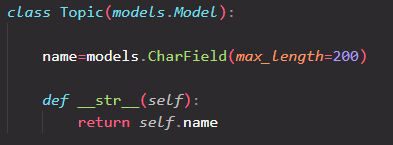 class Topic(models.Model):
    name=models.CharField(max_length=200)
    def __str__(self):
        return self.name